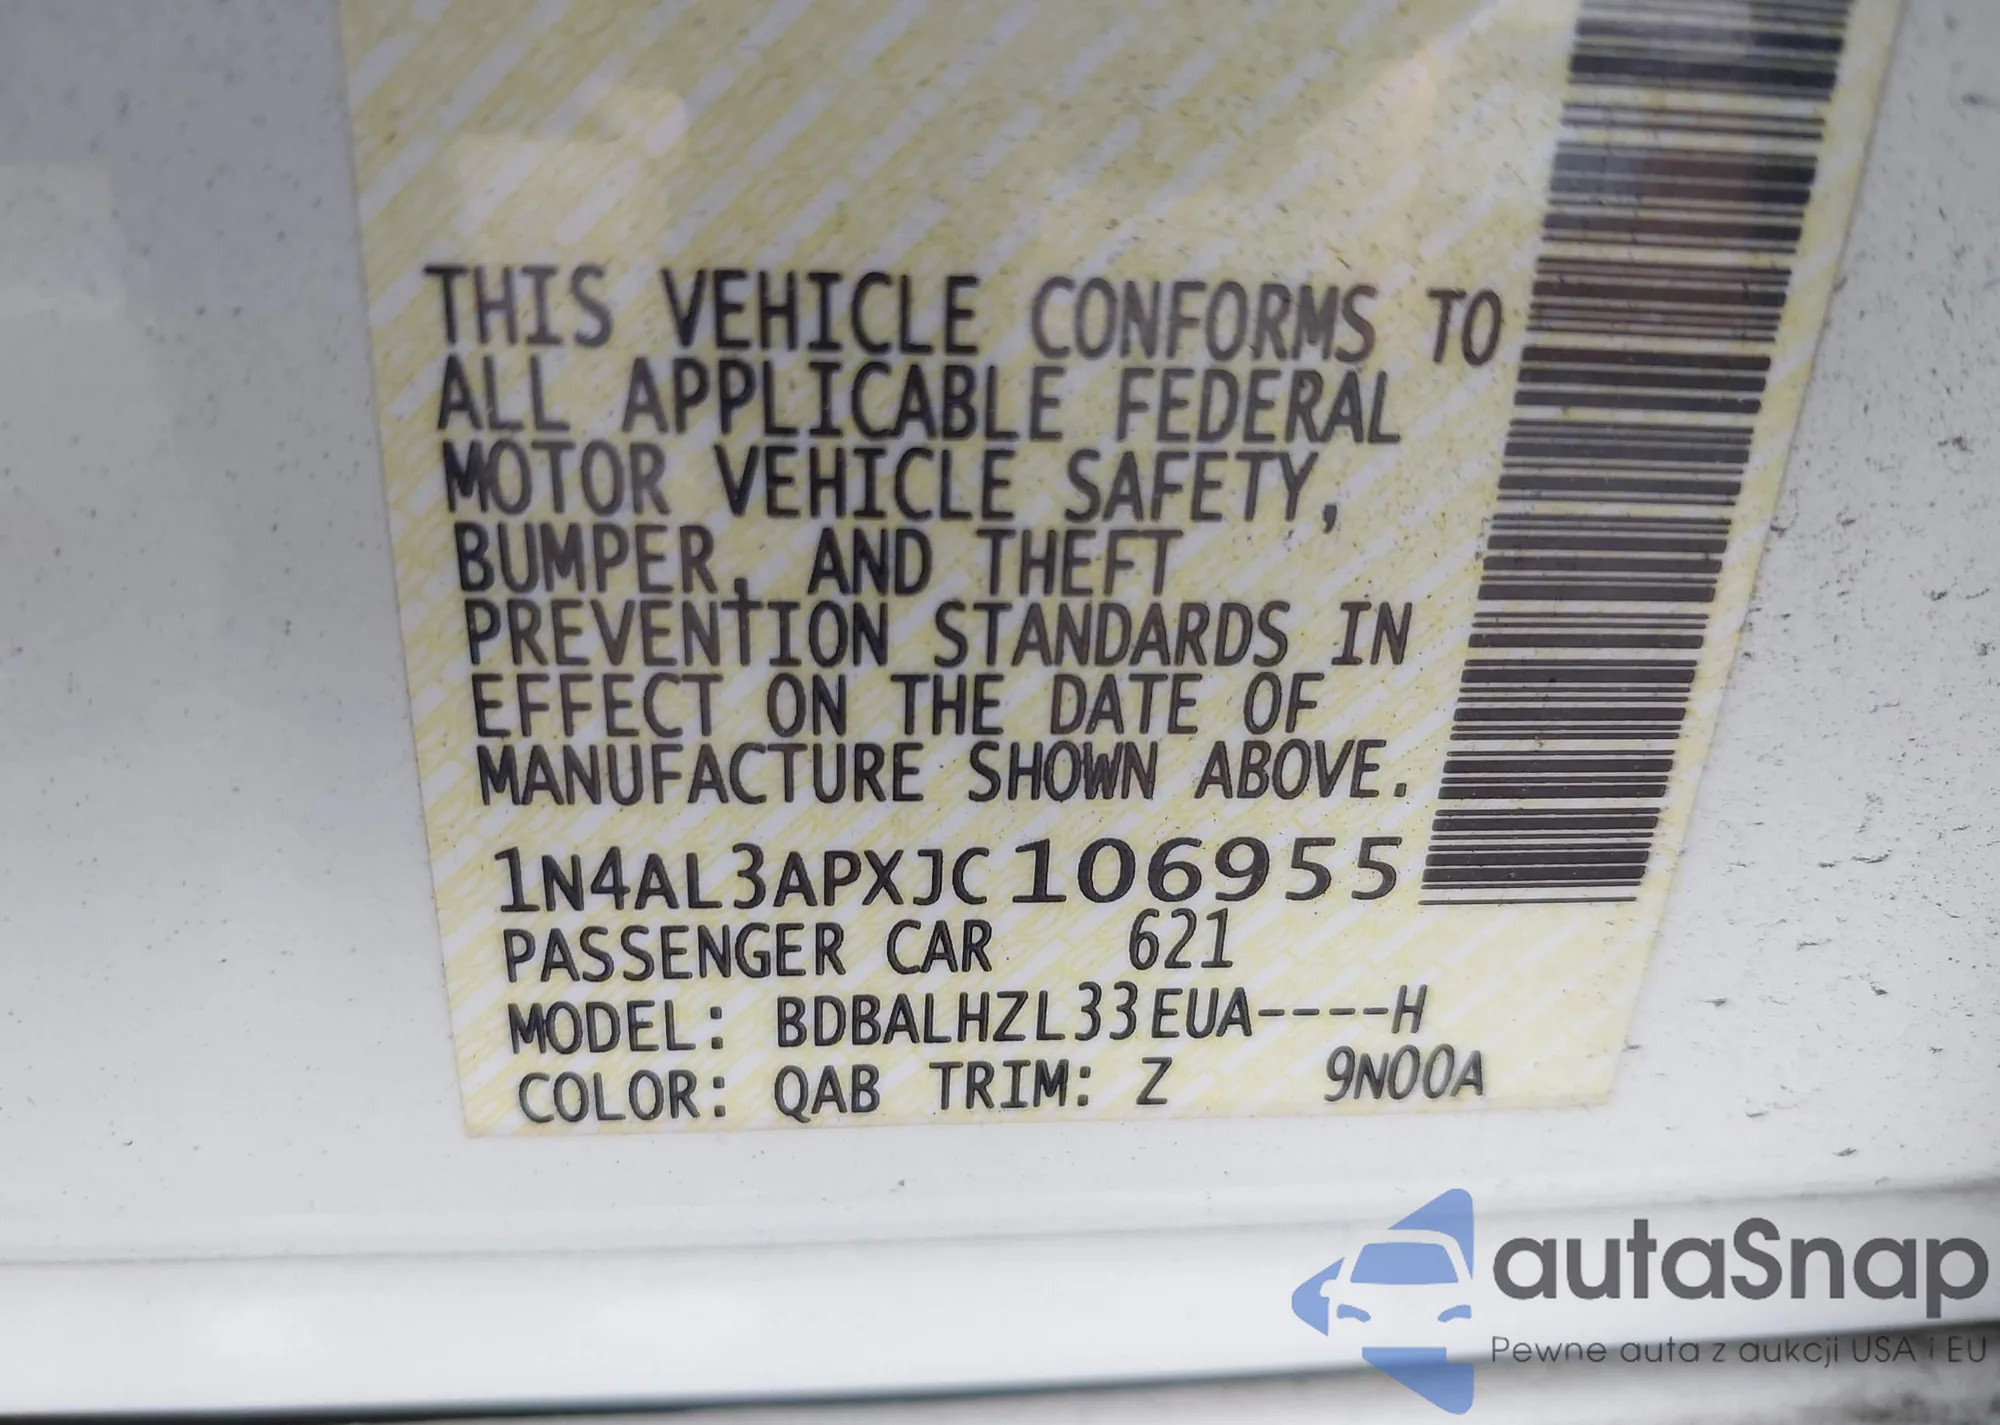 THIS VEHICLE CONFORMS TO
ALL APPLICABLE FEDERAL
MOTOR VEHICLE SAFETY,
BUMPER, AND THEFT
PREVENTION STANDARDS IN
EFFECT ON THE DATE OF
MANUFACTURE SHOWN ABOVE.
1N4AL3APXJC106955
PASSENGER CAR 621
MODEL: BDBALHZL33EUA----H
COLOR: QAB TRIM: Z 9N00A
autaSnap
Pewne auta z aukcji USA i EU